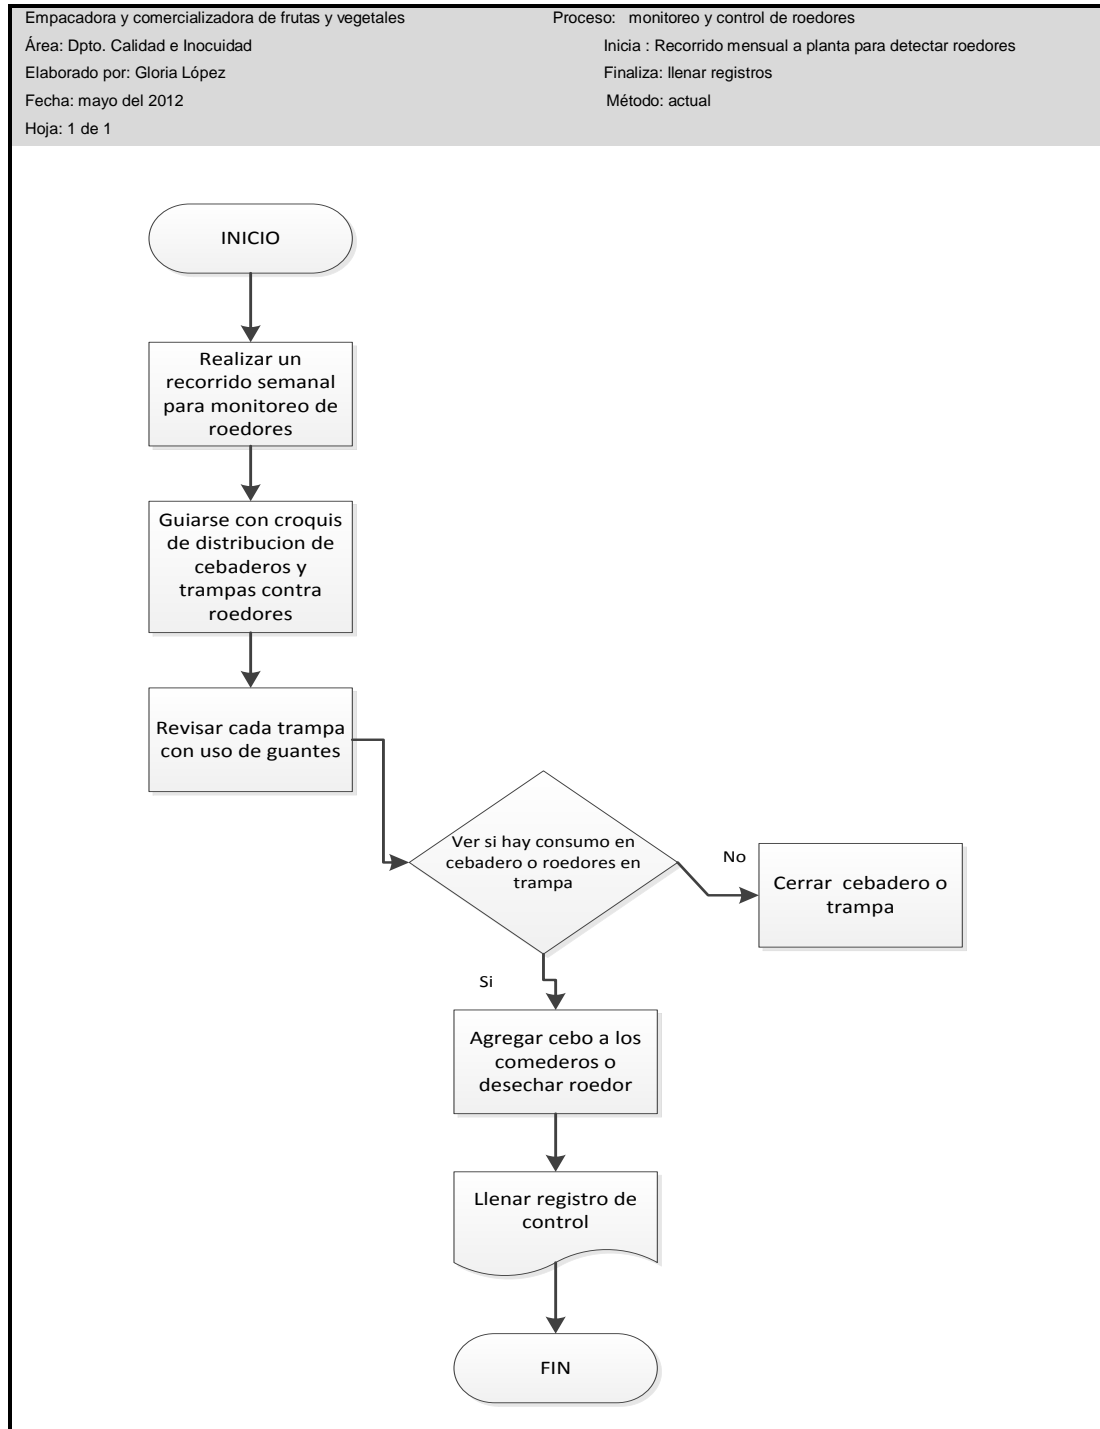 Empacadora y comercializadora de frutas y vegetales
Proceso: monitoreo y control de roedores
Área: Dpto. Calidad e Inocuidad
Inicia : Recorrido mensual a planta para detectar roedores
Elaborado por: Gloria López
Finaliza: llenar registros
Fecha: mayo del 2012
Método: actual
Hoja: 1 de 1
INICIO
Realizar un
recorrido semanal
para monitoreo de
roedores
Guiarse con croquis
de distribucion de
cebaderos y
trampas contra
roedores
Revisar cada trampa
con uso de guantes
Ver si hay consumo en
cebadero o roedores en
trampa
No
Cerrar cebadero o
trampa
Si
Agregar cebo a los
comederos o
desechar roedor
Llenar registro de
control
FIN